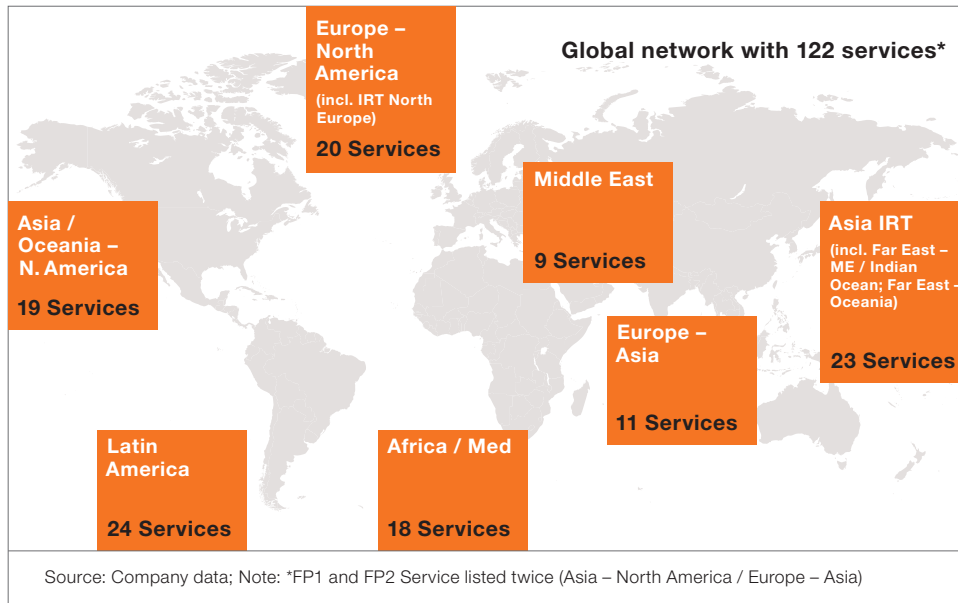 Global network with 122 services*
Europe –
North
America
(incl. IRT North
Europe)
20 Services
Middle East
9 Services
Asia /
Oceania –
N. America
19 Services
Asia IRT
(incl. Far East –
ME / Indian
Ocean; Far East –
Oceania)
23 Services
Europe –
Asia
11 Services
Latin
America
24 Services
Africa / Med
18 Services
Source: Company data; Note: *FP1 and FP2 Service listed twice (Asia – North America / Europe – Asia)